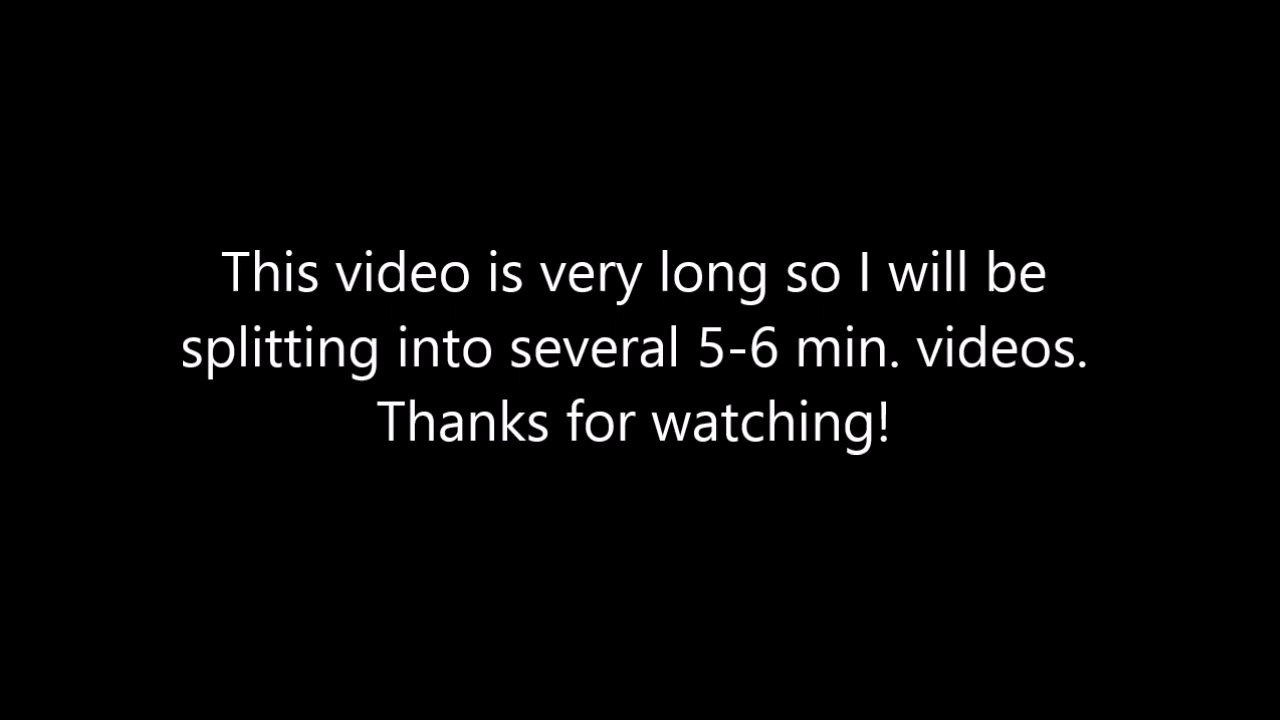 This video is very long so I will be
splitting into several 5-6 min. videos.
Thanks for watching!